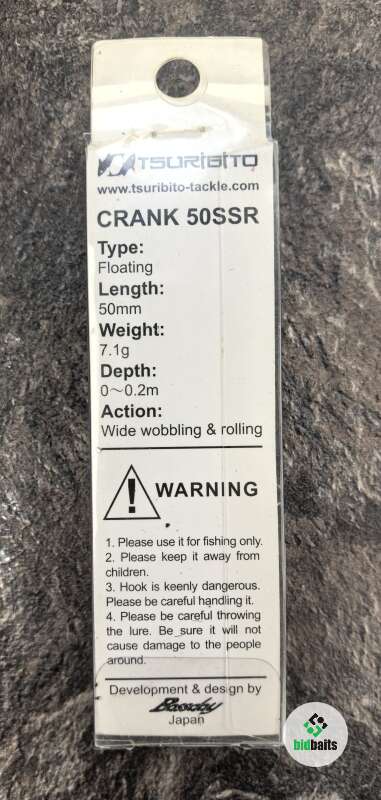 TSURIBITO
www.tsuribito-tackle.com
CRANK 50SSR
Type:
Floating
Length:
50mm
Weight:
7.1g
Depth:
0～0.2m
Action:
Wide wobbling & rolling
! WARNING
1. Please use it for fishing only.
2. Please keep it away from
children.
3. Hook is keenly dangerous.
Please be careful handling it.
4. Please be careful throwing
the lure. Be sure it will not
cause damage to the people
around.
Development & design by
Bassday
Japan
bidbaits